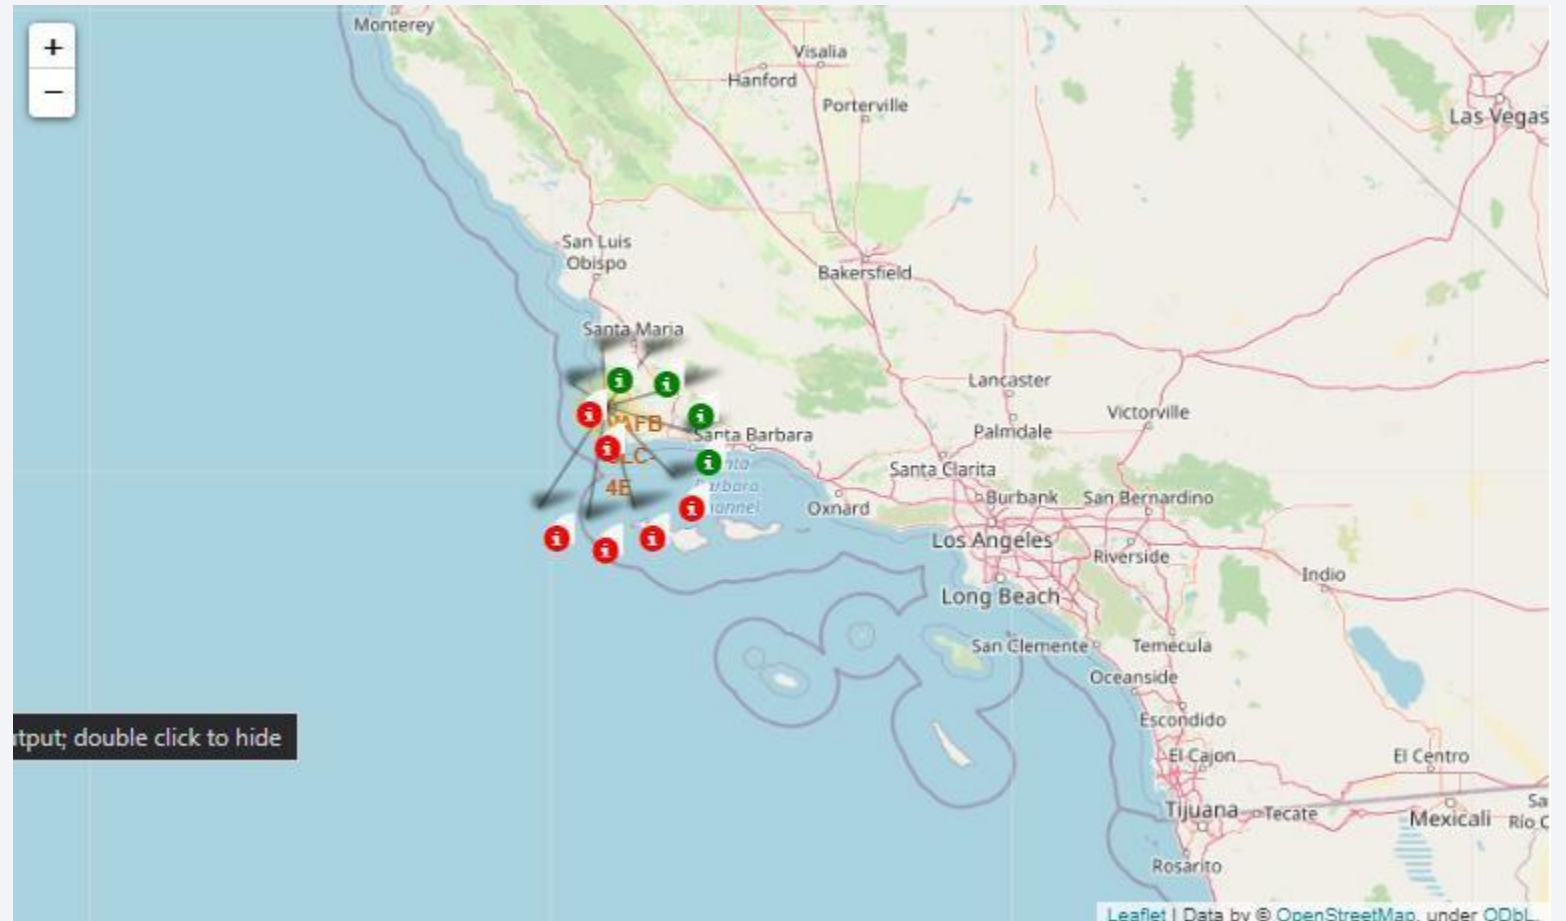 +
−
Monterey
Visalia
Hanford
Porterville
Las Vegas
San Luis
Obispo
Bakersfield
Santa Maria
Lancaster
Victorville
Palmdale
Santa Barbara
Santa Clarita
4E
Burbank
San Bernardino
Oxnard
Los Angeles
Riverside
Indio
Long Beach
San Clemente
Temecula
Oceanside
tput; double click to hide
Escondido
El Cajon
El Centro
Tijuana
Tecate
Mexicali
Rosarito
Leaflet | Data by © OpenStreetMap, under ODbL.